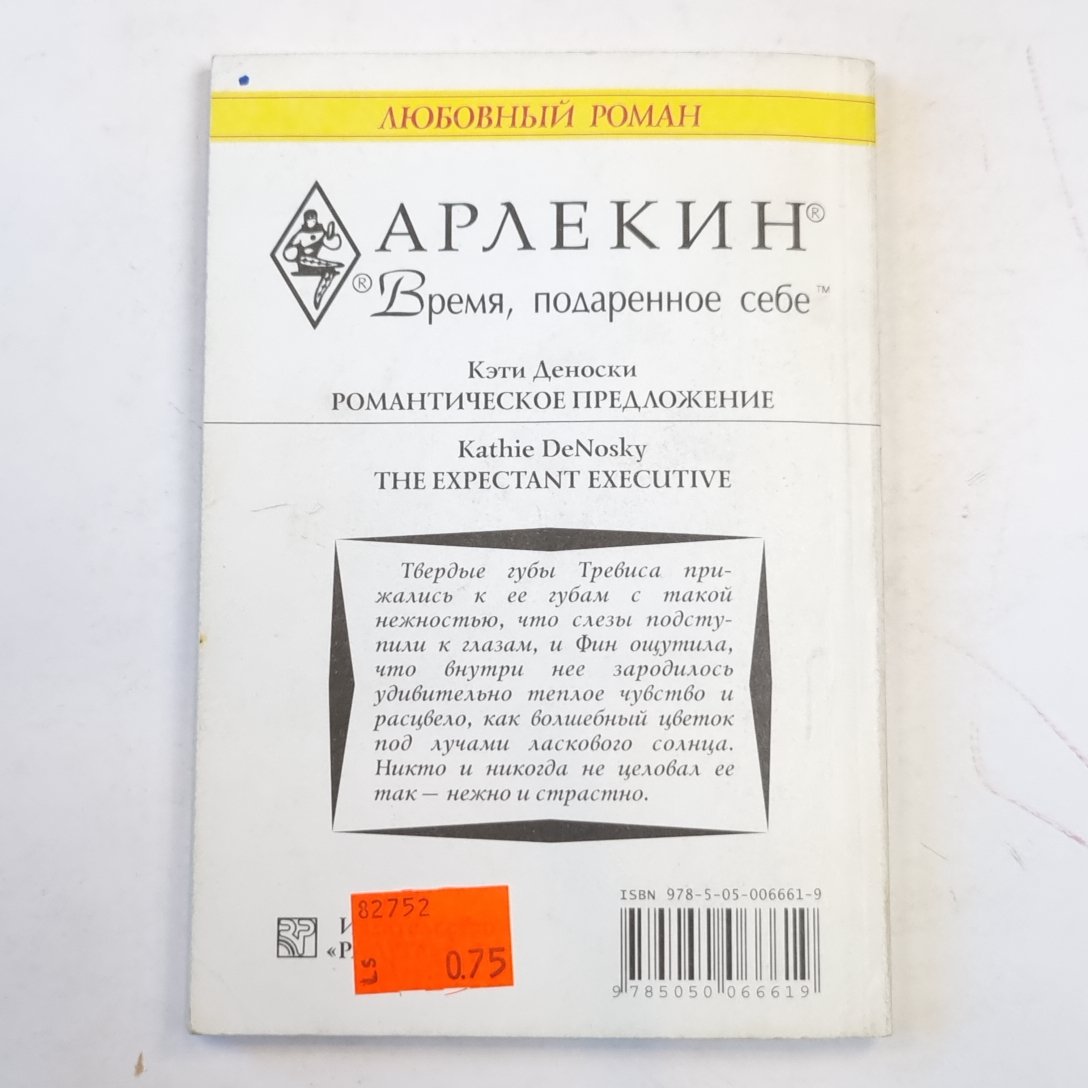 ЛЮБОВНЫЙ РОМАН
АРЛЕКИН®
® Время, подаренное себе™
Кэти Деноски
РОМАНТИЧЕСКОЕ ПРЕДЛОЖЕНИЕ
Kathie DeNosky
THE EXPECTANT EXECUTIVE
Твердые губы Тревиса при-
жались к ее губам с такой
нежностью, что слезы подсту-
пили к глазам, и Фин ощутила,
что внутри нее зародилось
удивительно теплое чувство и
расцвело, как волшебный цветок
под лучами ласкового солнца.
Никто и никогда не целовал ее
так — нежно и страстно.
ISBN 978-5-05-006661-9
9 785050 066619
82752
LS 0.75